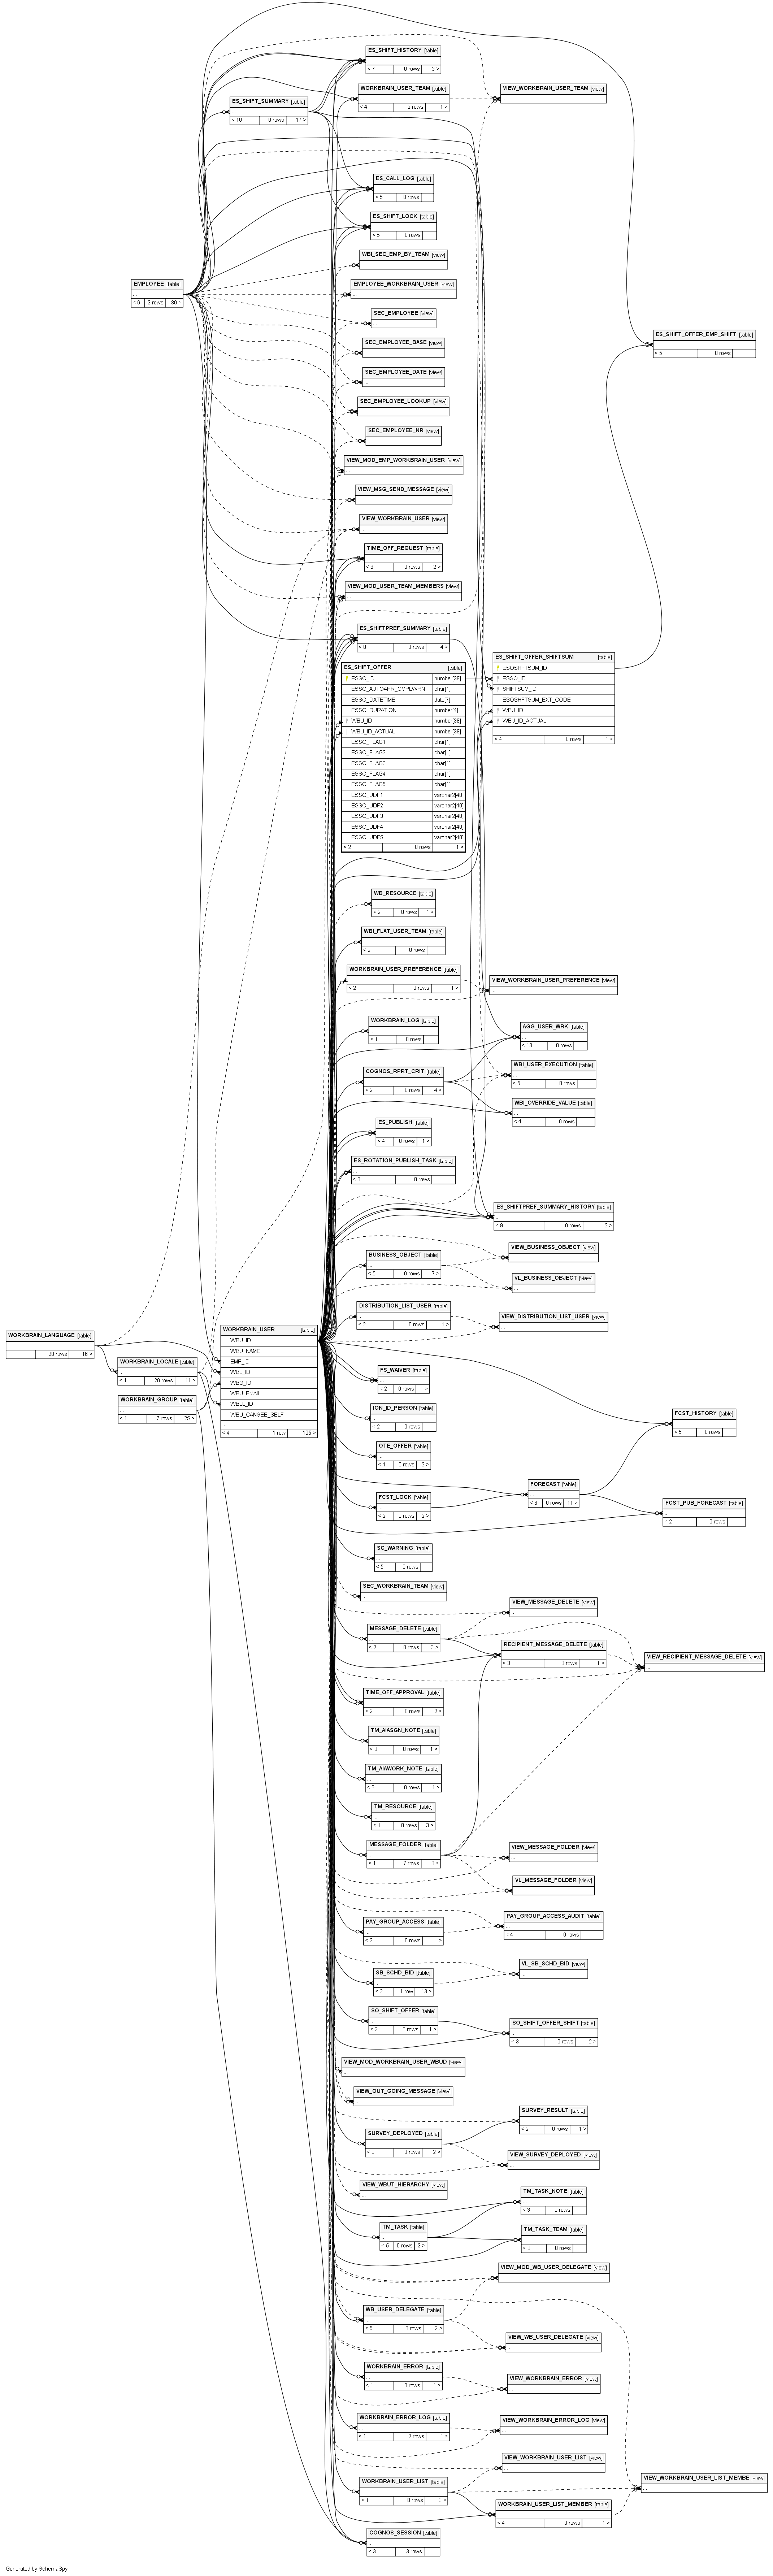 ES_SHIFT_HISTORY [table]
< 7 0 rows 3 >
WORKBRAIN_USER_TEAM [table]
< 4 2 rows 1 >
VIEW_WORKBRAIN_USER_TEAM [view]
ES_SHIFT_SUMMARY [table]
< 10 0 rows 17 >
ES_CALL_LOG [table]
< 5 0 rows
ES_SHIFT_LOCK [table]
< 5 0 rows
WBI_SEC_EMP_BY_TEAM [view]
EMPLOYEE [table]
< 6 3 rows 180 >
EMPLOYEE_WORKBRAIN_USER [view]
SEC_EMPLOYEE [view]
ES_SHIFT_OFFER_EMP_SHIFT [table]
< 5 0 rows
SEC_EMPLOYEE_BASE [view]
SEC_EMPLOYEE_DATE [view]
SEC_EMPLOYEE_LOOKUP [view]
SEC_EMPLOYEE_NR [view]
VIEW_MOD_EMP_WORKBRAIN_USER [view]
VIEW_MSG_SEND_MESSAGE [view]
VIEW_WORKBRAIN_USER [view]
TIME_OFF_REQUEST [table]
< 3 0 rows 2 >
VIEW_MOD_USER_TEAM_MEMBERS [view]
ES_SHIFTPREF_SUMMARY [table]
< 8 0 rows 4 >
ES_SHIFT_OFFER [table]
ESSO_ID number[38]
ESSO_AUTOAPR_CMPLWRN char[1]
ESSO_DATETIME date[7]
ESSO_DURATION number[4]
WBU_ID number[38]
WBU_ID_ACTUAL number[38]
ESSO_FLAG1 char[1]
ESSO_FLAG2 char[1]
ESSO_FLAG3 char[1]
ESSO_FLAG4 char[1]
ESSO_FLAG5 char[1]
ESSO_UDF1 varchar2[40]
ESSO_UDF2 varchar2[40]
ESSO_UDF3 varchar2[40]
ESSO_UDF4 varchar2[40]
ESSO_UDF5 varchar2[40]
< 2 0 rows 1 >
ES_SHIFT_OFFER_SHIFTSUM [table]
ESOSHFTSUM_ID
ESSO_ID
SHFTSUM_ID
ESOSHFTSUM_EXT_CODE
WBU_ID
WBU_ID_ACTUAL
< 4 0 rows 1 >
WB_RESOURCE [table]
< 2 0 rows 1 >
WBI_FLAT_USER_TEAM [table]
< 2 0 rows
WORKBRAIN_USER_PREFERENCE [table]
< 2 0 rows 1 >
VIEW_WORKBRAIN_USER_PREFERENCE [view]
WORKBRAIN_LOG [table]
< 1 0 rows
AGG_USER_WRK [table]
< 13 0 rows
COGNOS_RPRT_CRIT [table]
< 2 0 rows 4 >
WBI_USER_EXECUTION [table]
< 5 0 rows
WBI_OVERRIDE_VALUE [table]
< 4 0 rows
ES_PUBLISH [table]
< 4 0 rows 1 >
ES_ROTATION_PUBLISH_TASK [table]
< 3 0 rows
ES_SHIFTPREF_SUMMARY_HISTORY [table]
< 9 0 rows 2 >
BUSINESS_OBJECT [table]
< 5 0 rows 7 >
VIEW_BUSINESS_OBJECT [view]
VL_BUSINESS_OBJECT [view]
DISTRIBUTION_LIST_USER [table]
< 2 0 rows 1 >
VIEW_DISTRIBUTION_LIST_USER [view]
WORKBRAIN_LANGUAGE [table]
20 rows 16 >
WORKBRAIN_LOCALE [table]
< 1 20 rows 11 >
WORKBRAIN_GROUP [table]
< 1 7 rows 25 >
WORKBRAIN_USER [table]
WBU_ID
WBU_NAME
EMP_ID
WBL_ID
WBG_ID
WBU_EMAIL
WBLL_ID
WBU_CANSEE_SELF
...
< 4 1 row 105 >
FS_WAIVER [table]
< 2 0 rows 1 >
ION_ID_PERSON [table]
< 2 0 rows
OTE_OFFER [table]
< 1 0 rows 2 >
FCST_HISTORY [table]
< 5 0 rows
FCST_LOCK [table]
< 2 0 rows 2 >
FORECAST [table]
< 8 0 rows 11 >
FCST_PUB_FORECAST [table]
< 2 0 rows
SC_WARNING [table]
< 5 0 rows
SEC_WORKBRAIN_TEAM [view]
VIEW_MESSAGE_DELETE [view]
MESSAGE_DELETE [table]
< 2 0 rows 3 >
RECIPIENT_MESSAGE_DELETE [table]
< 3 0 rows 1 >
VIEW_RECIPIENT_MESSAGE_DELETE [view]
TIME_OFF_APPROVAL [table]
< 2 0 rows 2 >
TM_AIASGN_NOTE [table]
< 3 0 rows 1 >
TM_AIAWORK_NOTE [table]
< 3 0 rows 1 >
TM_RESOURCE [table]
< 1 0 rows 3 >
MESSAGE_FOLDER [table]
< 1 7 rows 8 >
VIEW_MESSAGE_FOLDER [view]
VL_MESSAGE_FOLDER [view]
PAY_GROUP_ACCESS [table]
< 3 0 rows 1 >
PAY_GROUP_ACCESS_AUDIT [table]
< 4 0 rows
VL_SB_SCHD_BID [view]
SB_SCHD_BID [table]
< 2 1 row 13 >
SO_SHIFT_OFFER [table]
< 2 0 rows 1 >
SO_SHIFT_OFFER_SHIFT [table]
< 3 0 rows 2 >
VIEW_MOD_WORKBRAIN_USER_WBUD [view]
VIEW_OUT_GOING_MESSAGE [view]
SURVEY_RESULT [table]
< 2 0 rows 1 >
SURVEY_DEPLOYED [table]
< 3 0 rows 2 >
VIEW_SURVEY_DEPLOYED [view]
VIEW_WBUT_HIERARCHY [view]
TM_TASK_NOTE [table]
< 3 0 rows
TM_TASK [table]
< 5 0 rows 3 >
TM_TASK_TEAM [table]
< 3 0 rows
VIEW_MOD_WB_USER_DELEGATE [view]
WB_USER_DELEGATE [table]
< 5 0 rows 2 >
VIEW_WB_USER_DELEGATE [view]
WORKBRAIN_ERROR [table]
< 1 0 rows 1 >
VIEW_WORKBRAIN_ERROR [view]
WORKBRAIN_ERROR_LOG [table]
< 1 2 rows 1 >
VIEW_WORKBRAIN_ERROR_LOG [view]
VIEW_WORKBRAIN_USER_LIST [view]
WORKBRAIN_USER_LIST [table]
< 1 0 rows 3 >
VIEW_WORKBRAIN_USER_LIST_MEMBE [view]
WORKBRAIN_USER_LIST_MEMBER [table]
< 4 0 rows 1 >
COGNOS_SESSION [table]
< 3 3 rows
Generated by SchemaSpy